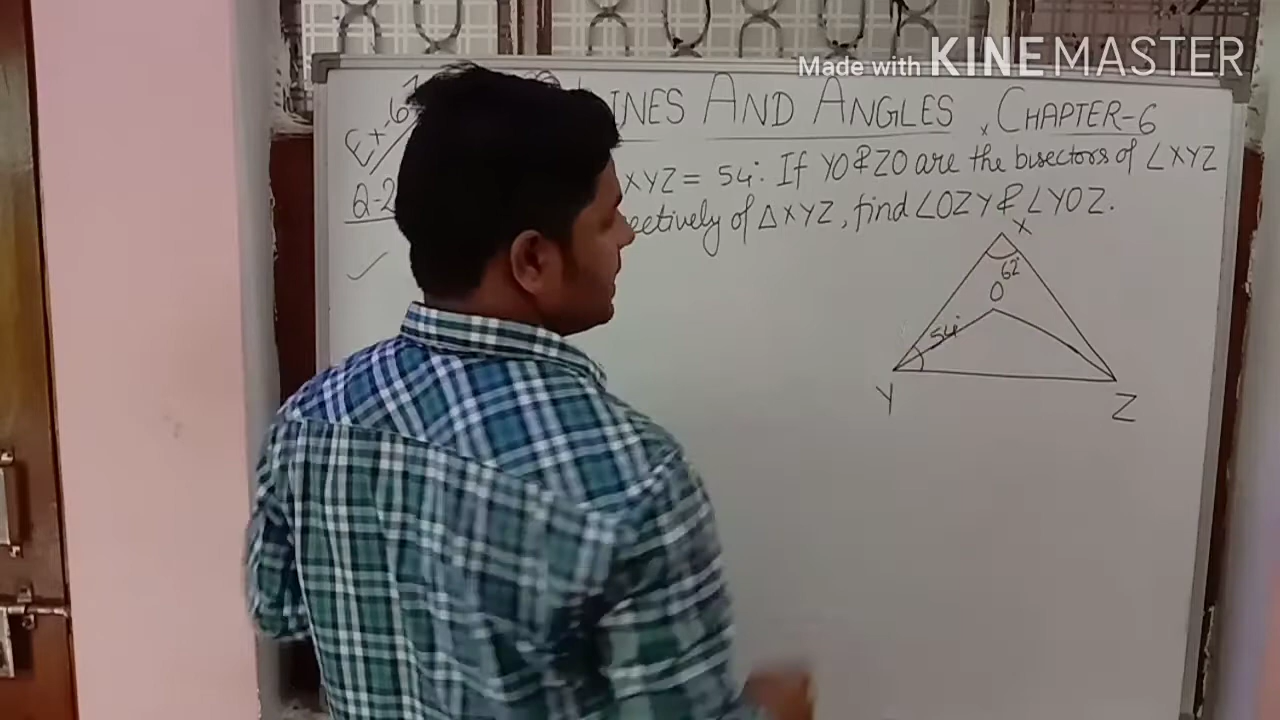 Made with KINEMASTER
INES AND ANGLES CHAPTER-6
Ex-6
Q-2 XYZ = 54°. If YO & ZO are the bisectors of ∠XYZ
ectively of △XYZ, find ∠OZY & ∠YOZ.
X
62°
O
54°
Y
Z